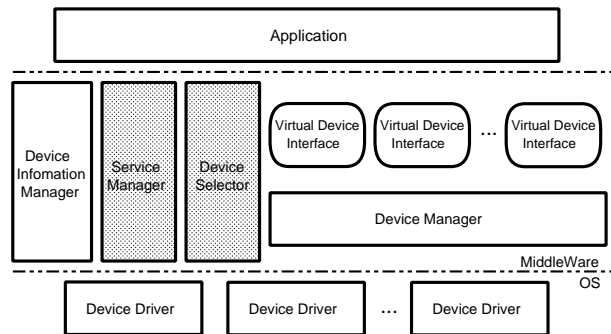 Application
Device
Infomation
Manager
Service
Manager
Device
Selector
Virtual Device
Interface
Virtual Device
Interface
...
Virtual Device
Interface
Device Manager
MiddleWare
OS
Device Driver
Device Driver
...
Device Driver